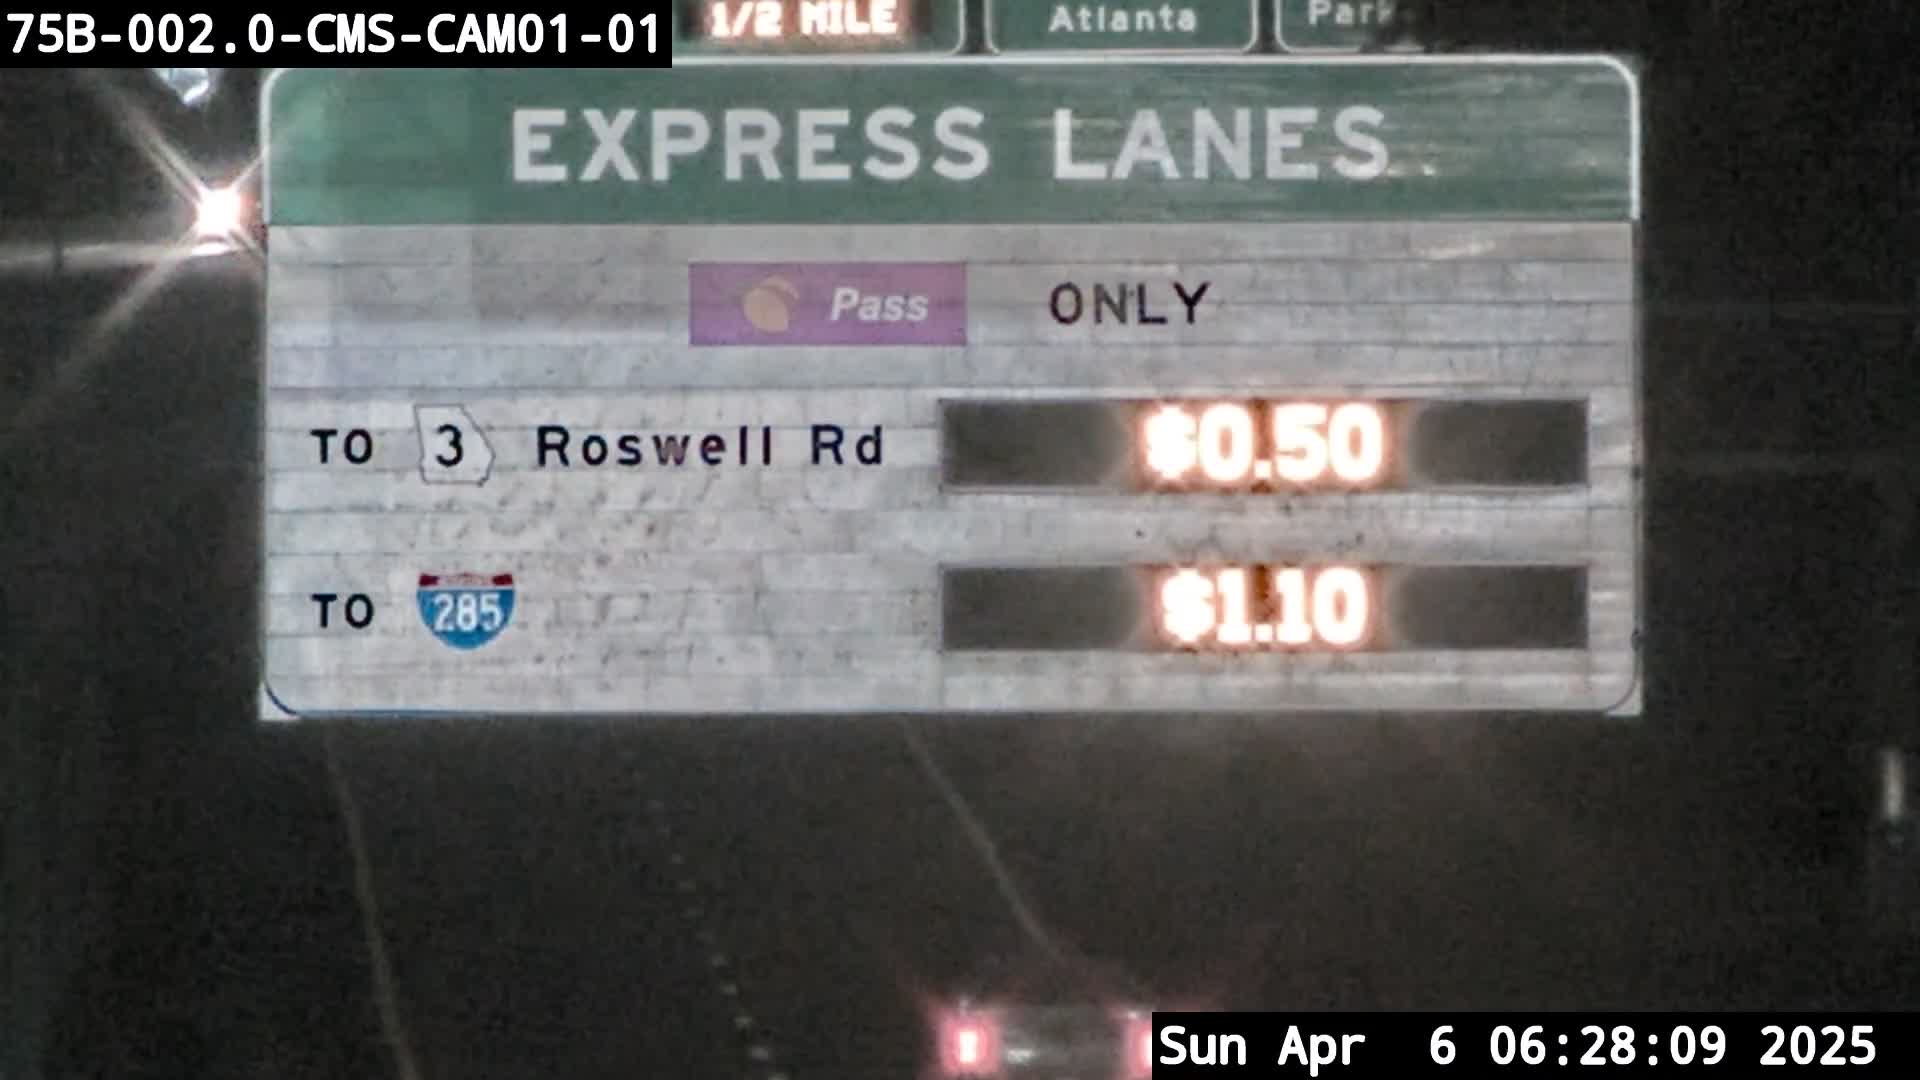 75B-002.0-CMS-CAM01-01
1/2 MILE
Atlanta
Park
EXPRESS LANES
Pass ONLY
TO 3 Roswell Rd $0.50
TO 285 $1.10
Sun Apr 6 06:28:09 2025